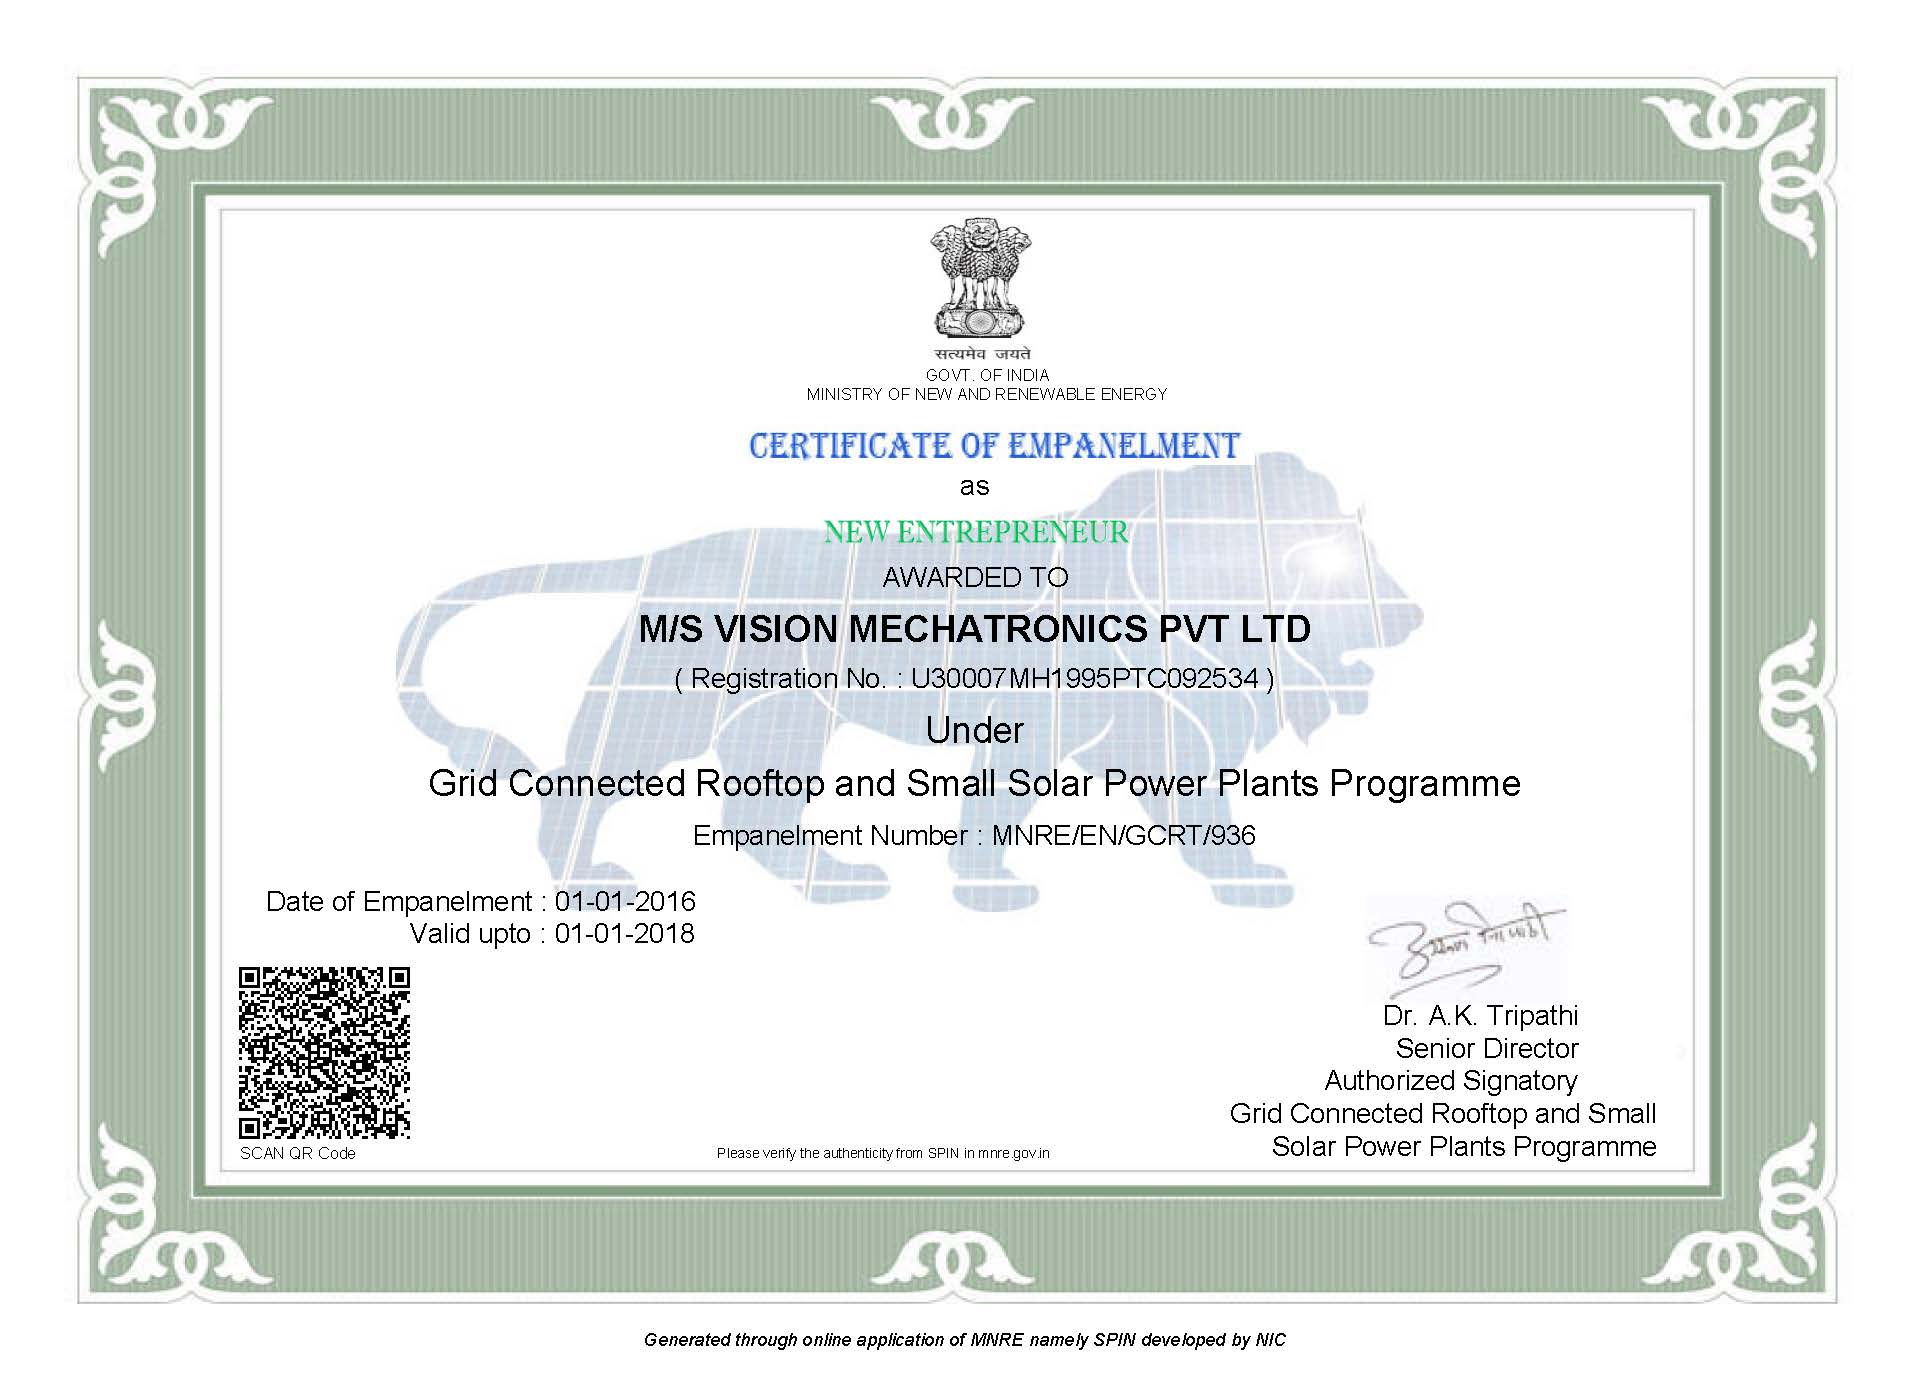 सत्यमेव जयते
GOVT. OF INDIA
MINISTRY OF NEW AND RENEWABLE ENERGY
CERTIFICATE OF EMPANELMENT
as
NEW ENTREPRENEUR
AWARDED TO
M/S VISION MECHATRONICS PVT LTD
( Registration No. : U30007MH1995PTC092534 )
Under
Grid Connected Rooftop and Small Solar Power Plants Programme
Empanelment Number : MNRE/EN/GCRT/936
Date of Empanelment : 01-01-2016
Valid upto : 01-01-2018
Dr. A.K. Tripathi
Senior Director
Authorized Signatory
Grid Connected Rooftop and Small
Solar Power Plants Programme
SCAN QR Code
Please verify the authenticity from SPIN in mnre.gov.in
Generated through online application of MNRE namely SPIN developed by NIC